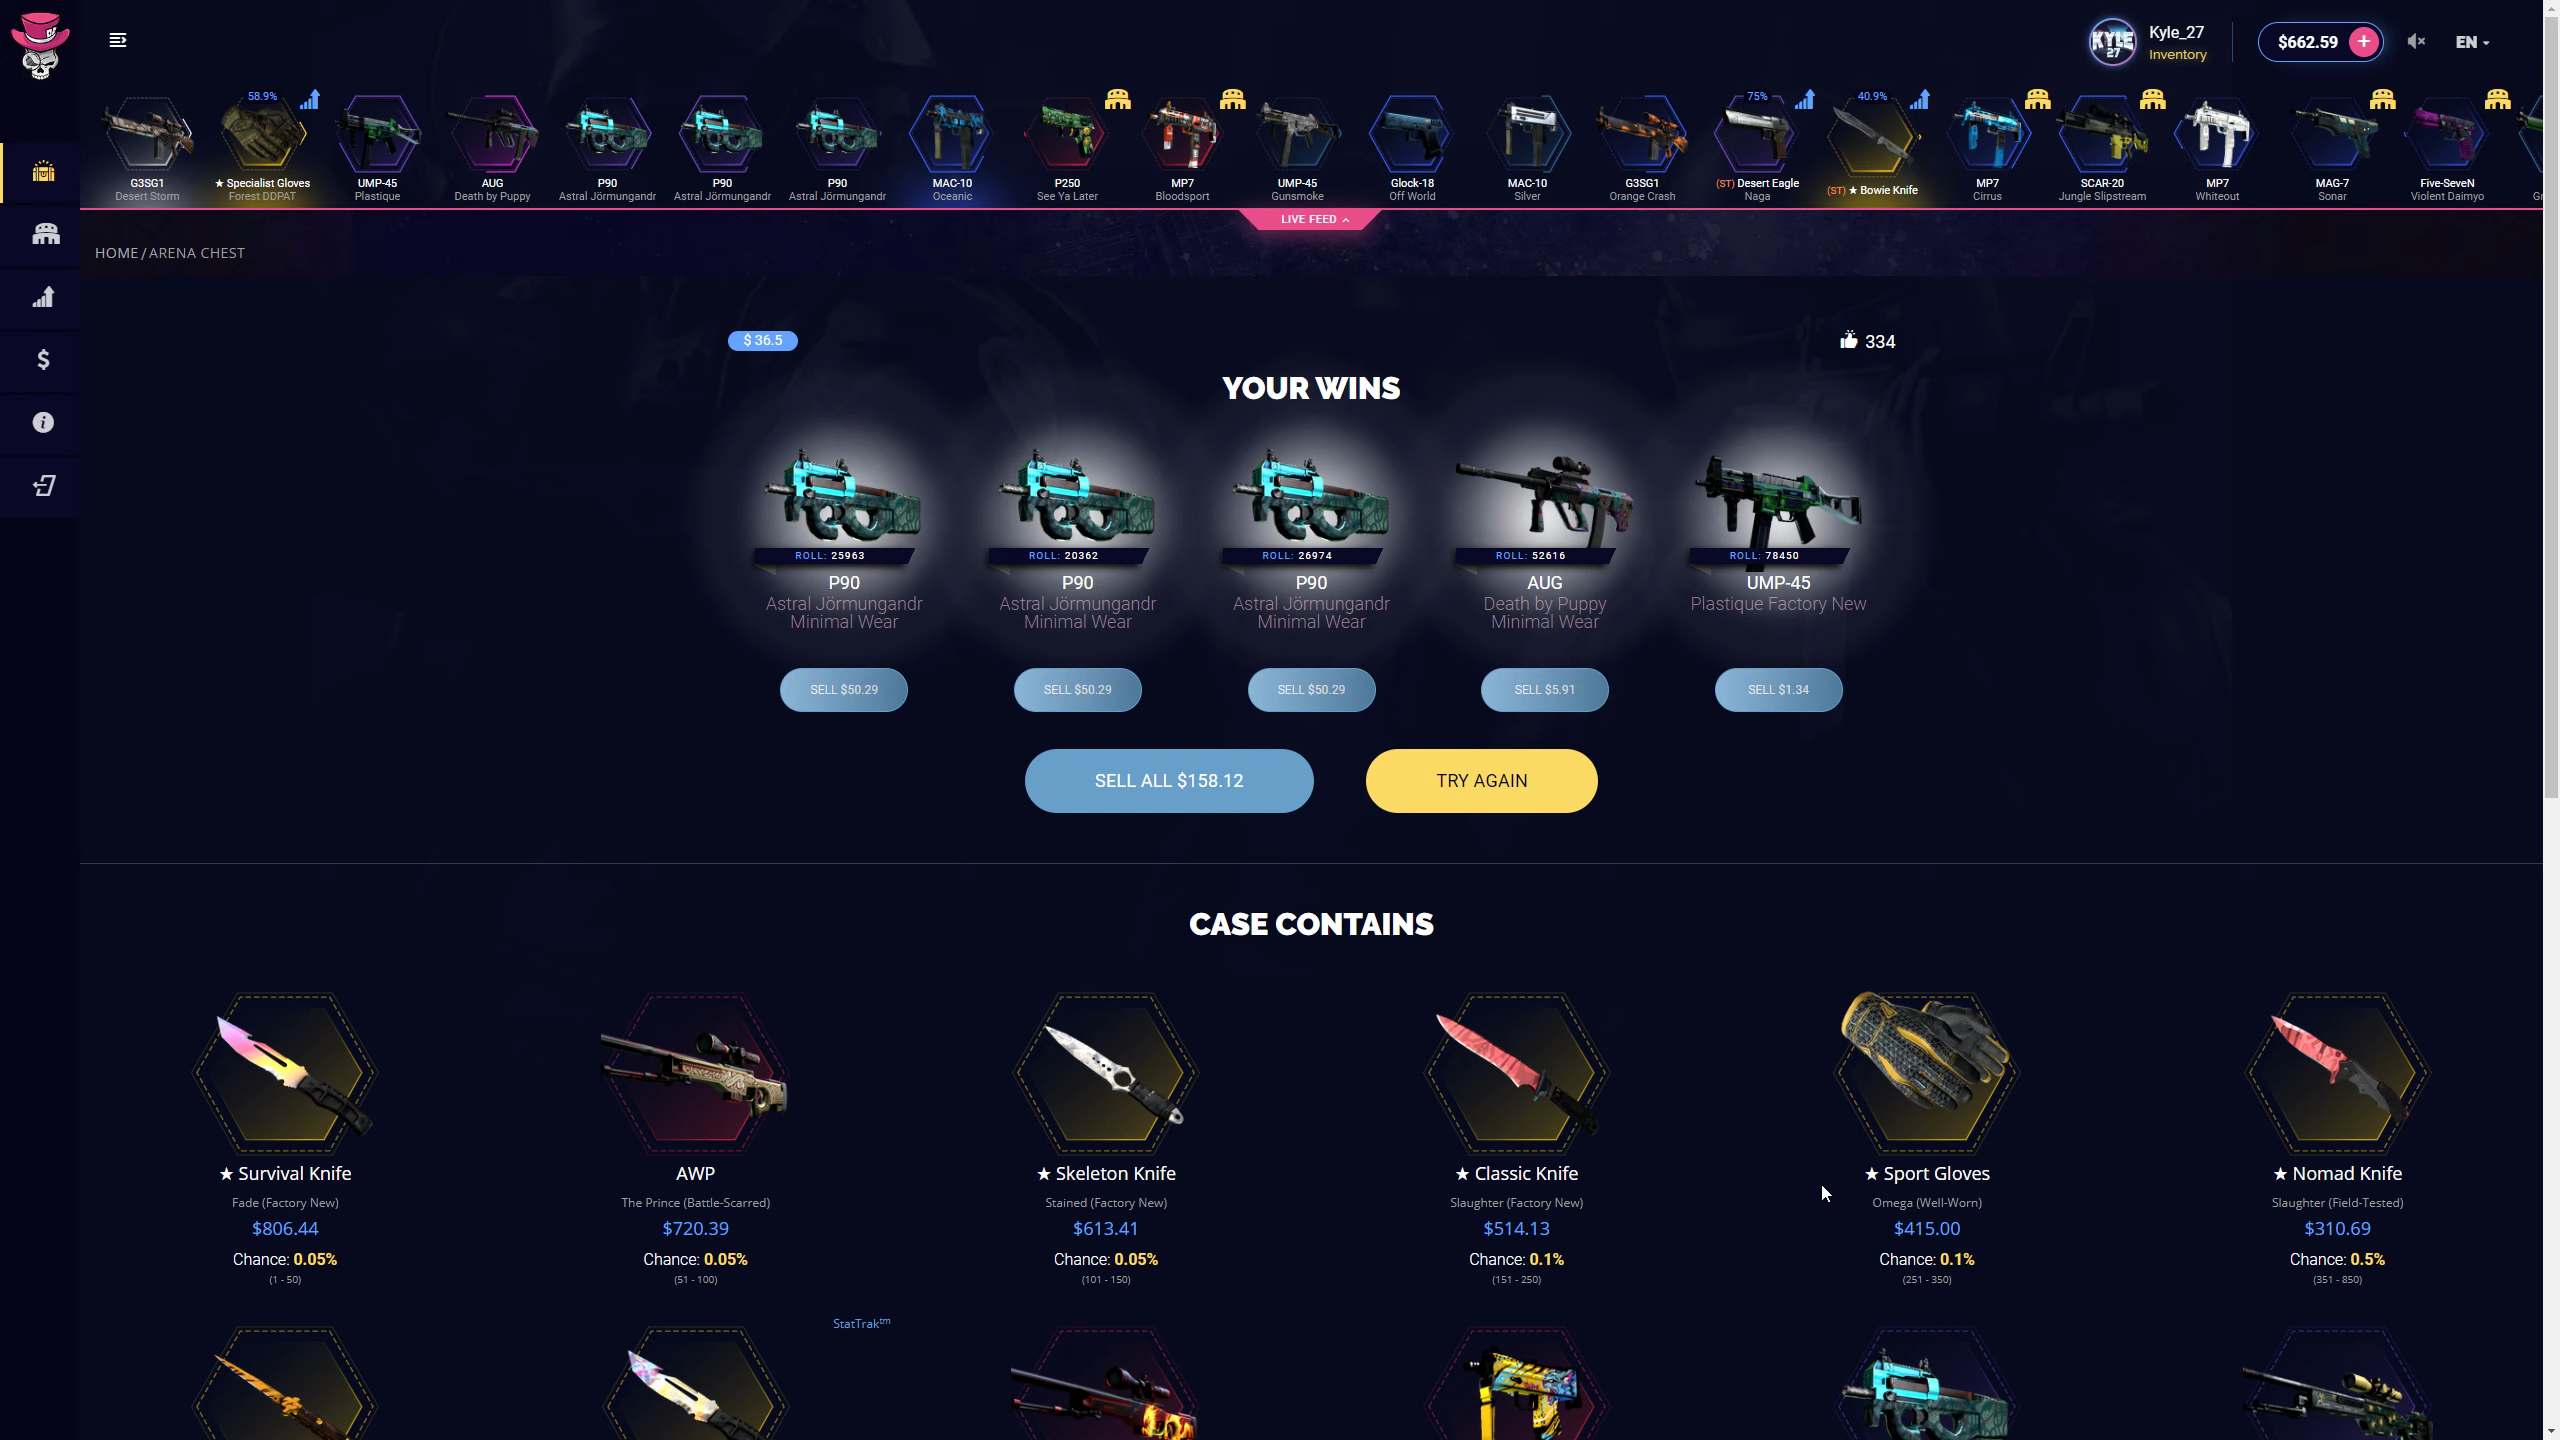 Kyle_27
Inventory
$662.59
EN
KYLE
27
58.9%
75%
40.9%
G3SG1
Desert Storm
★ Specialist Gloves
Forest DDPAT
UMP-45
Plastique
AUG
Death by Puppy
P90
Astral Jörmungandr
P90
Astral Jörmungandr
P90
Astral Jörmungandr
MAC-10
Oceanic
P250
See Ya Later
MP7
Bloodsport
UMP-45
Gunsmoke
Glock-18
Off World
MAC-10
Silver
G3SG1
Orange Crash
(ST) Desert Eagle
Naga
(ST) ★ Bowie Knife
MP7
Cirrus
SCAR-20
Jungle Slipstream
MP7
Whiteout
MAG-7
Sonar
Five-SeveN
Violent Daimyo
LIVE FEED
HOME / ARENA CHEST
$ 36.5
334
YOUR WINS
ROLL: 25963
P90
Astral Jörmungandr
Minimal Wear
SELL $50.29
ROLL: 20362
P90
Astral Jörmungandr
Minimal Wear
SELL $50.29
ROLL: 26974
P90
Astral Jörmungandr
Minimal Wear
SELL $50.29
ROLL: 52616
AUG
Death by Puppy
Minimal Wear
SELL $5.91
ROLL: 78450
UMP-45
Plastique Factory New
SELL $1.34
SELL ALL $158.12
TRY AGAIN
CASE CONTAINS
★ Survival Knife
Fade (Factory New)
$806.44
Chance: 0.05%
(1 - 50)
AWP
The Prince (Battle-Scarred)
$720.39
Chance: 0.05%
(51 - 100)
★ Skeleton Knife
Stained (Factory New)
$613.41
Chance: 0.05%
(101 - 150)
★ Classic Knife
Slaughter (Factory New)
$514.13
Chance: 0.1%
(151 - 250)
★ Sport Gloves
Omega (Well-Worn)
$415.00
Chance: 0.1%
(251 - 350)
★ Nomad Knife
Slaughter (Field-Tested)
$310.69
Chance: 0.5%
(351 - 850)
StatTrak™